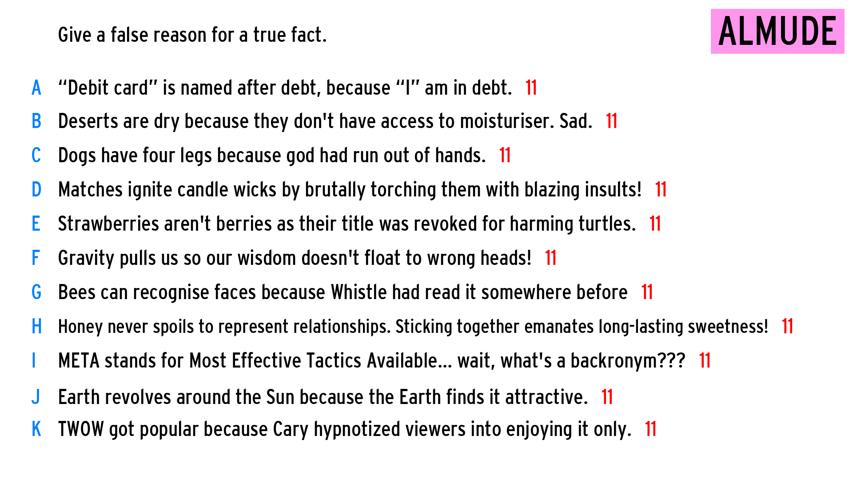 Give a false reason for a true fact.
ALMUDE
A “Debit card” is named after debt, because “I” am in debt. 11
B Deserts are dry because they don't have access to moisturiser. Sad. 11
C Dogs have four legs because god had run out of hands. 11
D Matches ignite candle wicks by brutally torching them with blazing insults! 11
E Strawberries aren't berries as their title was revoked for harming turtles. 11
F Gravity pulls us so our wisdom doesn't float to wrong heads! 11
G Bees can recognise faces because Whistle had read it somewhere before 11
H Honey never spoils to represent relationships. Sticking together emanates long-lasting sweetness! 11
I META stands for Most Effective Tactics Available... wait, what's a backronym??? 11
J Earth revolves around the Sun because the Earth finds it attractive. 11
K TWOW got popular because Cary hypnotized viewers into enjoying it only. 11